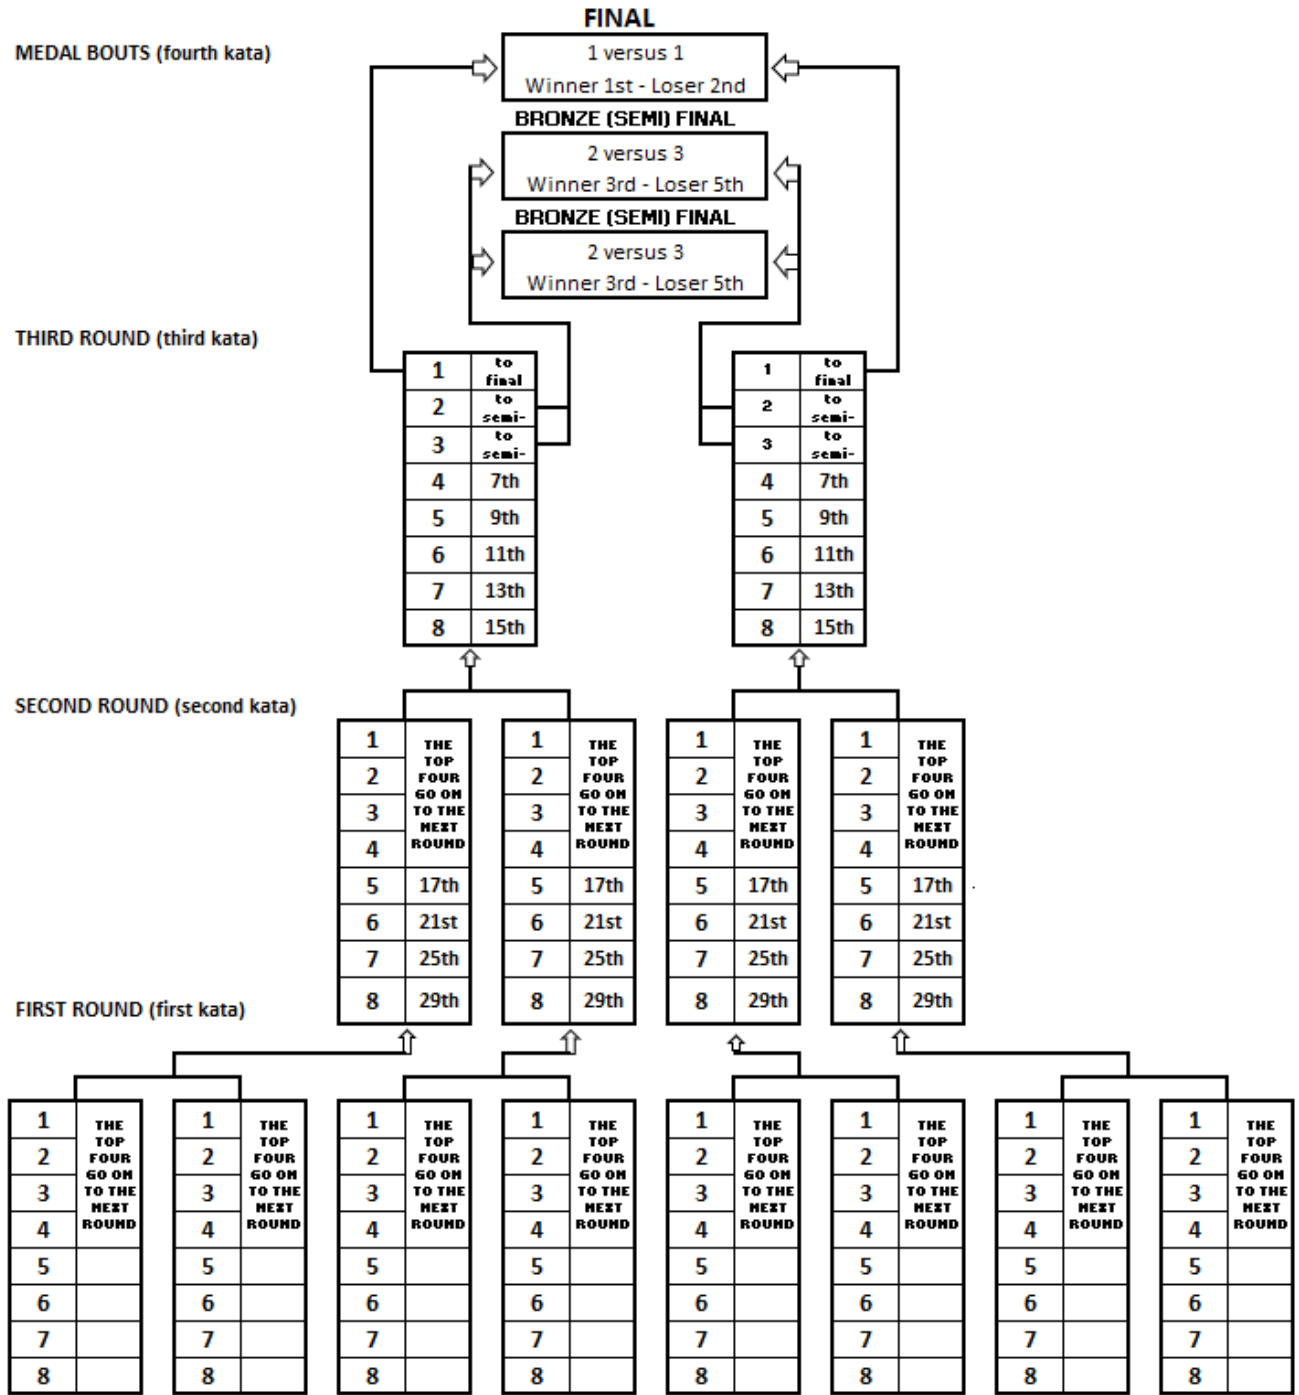 FINAL
MEDAL BOUTS (fourth kata)
1 versus 1
Winner 1st - Loser 2nd
BRONZE (SEMI) FINAL
2 versus 3
Winner 3rd - Loser 5th
BRONZE (SEMI) FINAL
2 versus 3
Winner 3rd - Loser 5th
THIRD ROUND (third kata)
1 to final
2 to semi-
3 to semi-
4 7th
5 9th
6 11th
7 13th
8 15th
1 to final
2 to semi-
3 to semi-
4 7th
5 9th
6 11th
7 13th
8 15th
SECOND ROUND (second kata)
1
2
3
4
THE
TOP
FOUR
GO ON
TO THE
NEXT
ROUND
5 17th
6 21st
7 25th
8 29th
1
2
3
4
THE
TOP
FOUR
GO ON
TO THE
NEXT
ROUND
5 17th
6 21st
7 25th
8 29th
1
2
3
4
THE
TOP
FOUR
GO ON
TO THE
NEXT
ROUND
5 17th
6 21st
7 25th
8 29th
1
2
3
4
THE
TOP
FOUR
GO ON
TO THE
NEXT
ROUND
5 17th
6 21st
7 25th
8 29th
FIRST ROUND (first kata)
1
2
3
4
THE
TOP
FOUR
GO ON
TO THE
NEXT
ROUND
5
6
7
8
1
2
3
4
THE
TOP
FOUR
GO ON
TO THE
NEXT
ROUND
5
6
7
8
1
2
3
4
THE
TOP
FOUR
GO ON
TO THE
NEXT
ROUND
5
6
7
8
1
2
3
4
THE
TOP
FOUR
GO ON
TO THE
NEXT
ROUND
5
6
7
8
1
2
3
4
THE
TOP
FOUR
GO ON
TO THE
NEXT
ROUND
5
6
7
8
1
2
3
4
THE
TOP
FOUR
GO ON
TO THE
NEXT
ROUND
5
6
7
8
1
2
3
4
THE
TOP
FOUR
GO ON
TO THE
NEXT
ROUND
5
6
7
8
1
2
3
4
THE
TOP
FOUR
GO ON
TO THE
NEXT
ROUND
5
6
7
8